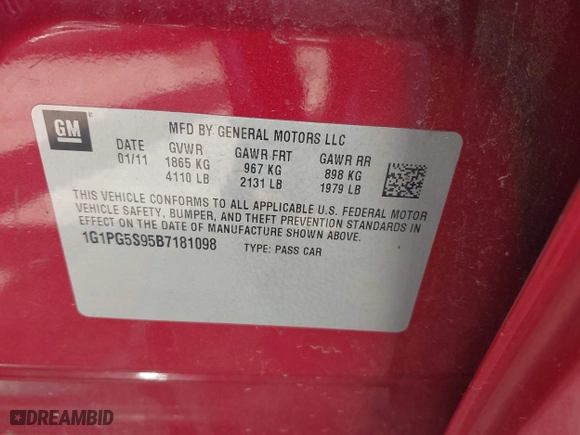 GM
®
MFD BY GENERAL MOTORS LLC
DATE GVWR GAWR FRT GAWR RR
01/11 1865 KG 967 KG 898 KG
4110 LB 2131 LB 1979 LB
THIS VEHICLE CONFORMS TO ALL APPLICABLE U.S. FEDERAL MOTOR
VEHICLE SAFETY, BUMPER, AND THEFT PREVENTION STANDARDS IN
EFFECT ON THE DATE OF MANUFACTURE SHOWN ABOVE.
1G1PG5S95B7181098 TYPE: PASS CAR
DREAMBID